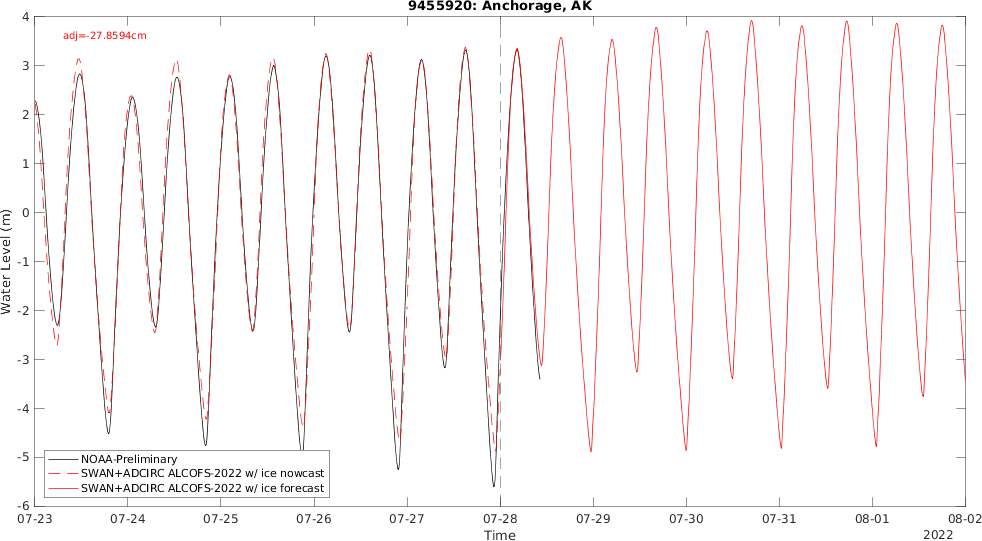 9455920: Anchorage, AK
adj=-27.8594cm
4
3
2
1
0
-1
-2
-3
-4
-5
-6
Water Level (m)
NOAA-Preliminary
SWAN+ADCIRC ALCOFS-2022 w/ ice nowcast
SWAN+ADCIRC ALCOFS-2022 w/ ice forecast
07-23 07-24 07-25 07-26 07-27 07-28 07-29 07-30 07-31 08-01 08-02
Time
2022